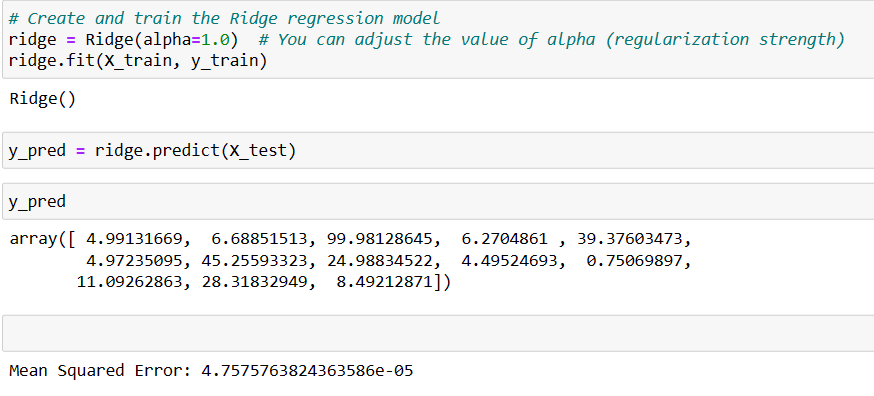 # Create and train the Ridge regression model
ridge = Ridge(alpha=1.0)  # You can adjust the value of alpha (regularization strength)
ridge.fit(X_train, y_train)
Ridge()
y_pred = ridge.predict(X_test)
y_pred
array([ 4.99131669,  6.68851513, 99.98128645,  6.2704861 , 39.37603473,
        4.97235095, 45.25593323, 24.98834522,  4.49524693,  0.75069897,
       11.09262863, 28.31832949,  8.49212871])
Mean Squared Error: 4.7575763824363586e-05